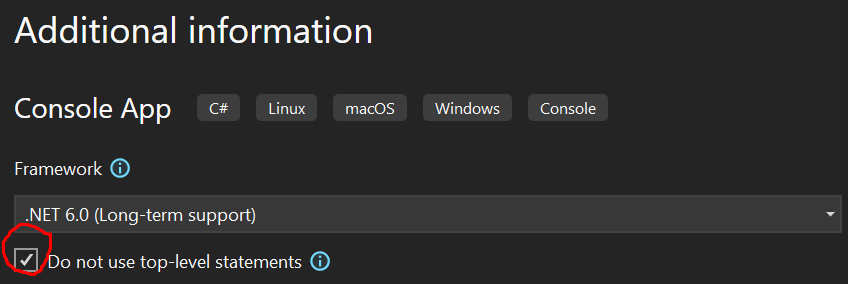 Additional information
Console App C# Linux macOS Windows Console
Framework
.NET 6.0 (Long-term support)
Do not use top-level statements